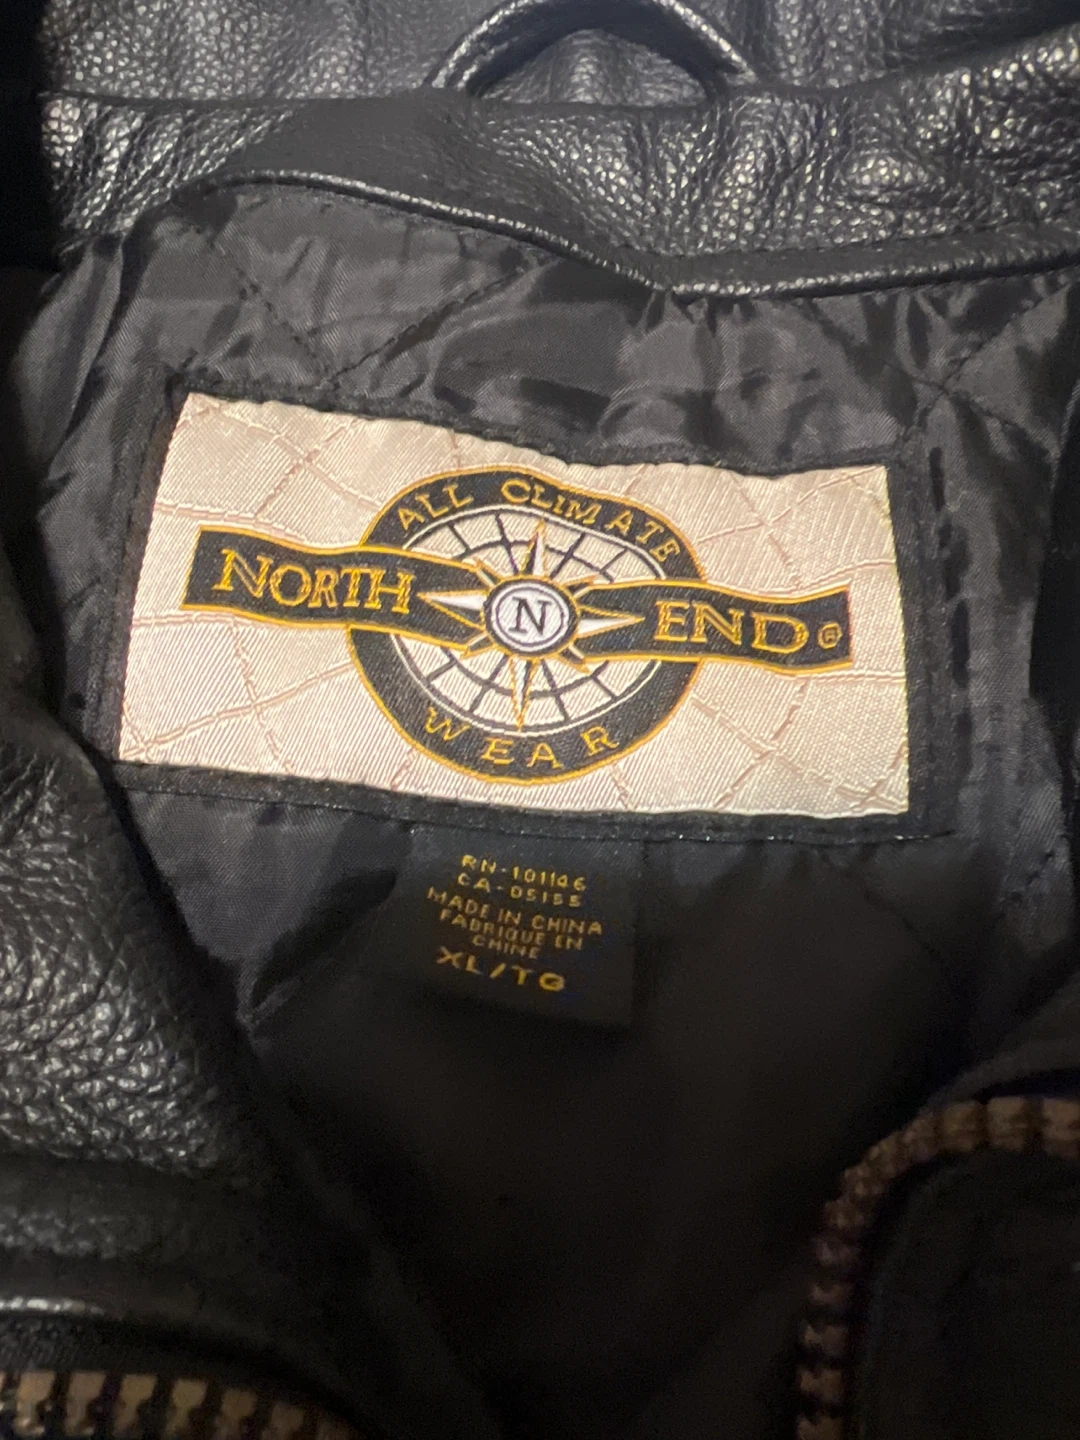 ALL CLIMATE
NORTH N END®
WEAR
RN-101146
CA-05155
MADE IN CHINA
FABRIQUE EN
CHINE
XL/TG